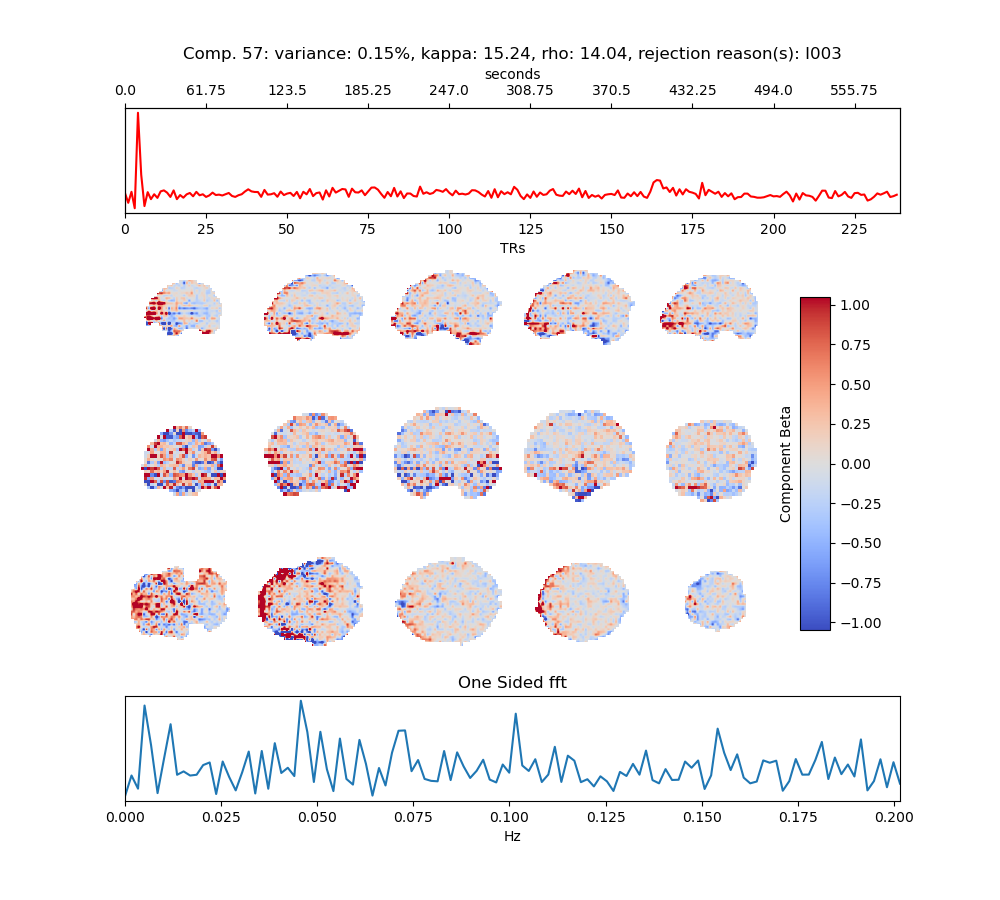 Comp. 57: variance: 0.15%, kappa: 15.24, rho: 14.04, rejection reason(s): I003
seconds
0.0 61.75 123.5 185.25 247.0 308.75 370.5 432.25 494.0 555.75
0 25 50 75 100 125 150 175 200 225
TRs
1.00
0.75
0.50
0.25
0.00
−0.25
−0.50
−0.75
−1.00
Component Beta
One Sided fft
0.000 0.025 0.050 0.075 0.100 0.125 0.150 0.175 0.200
Hz